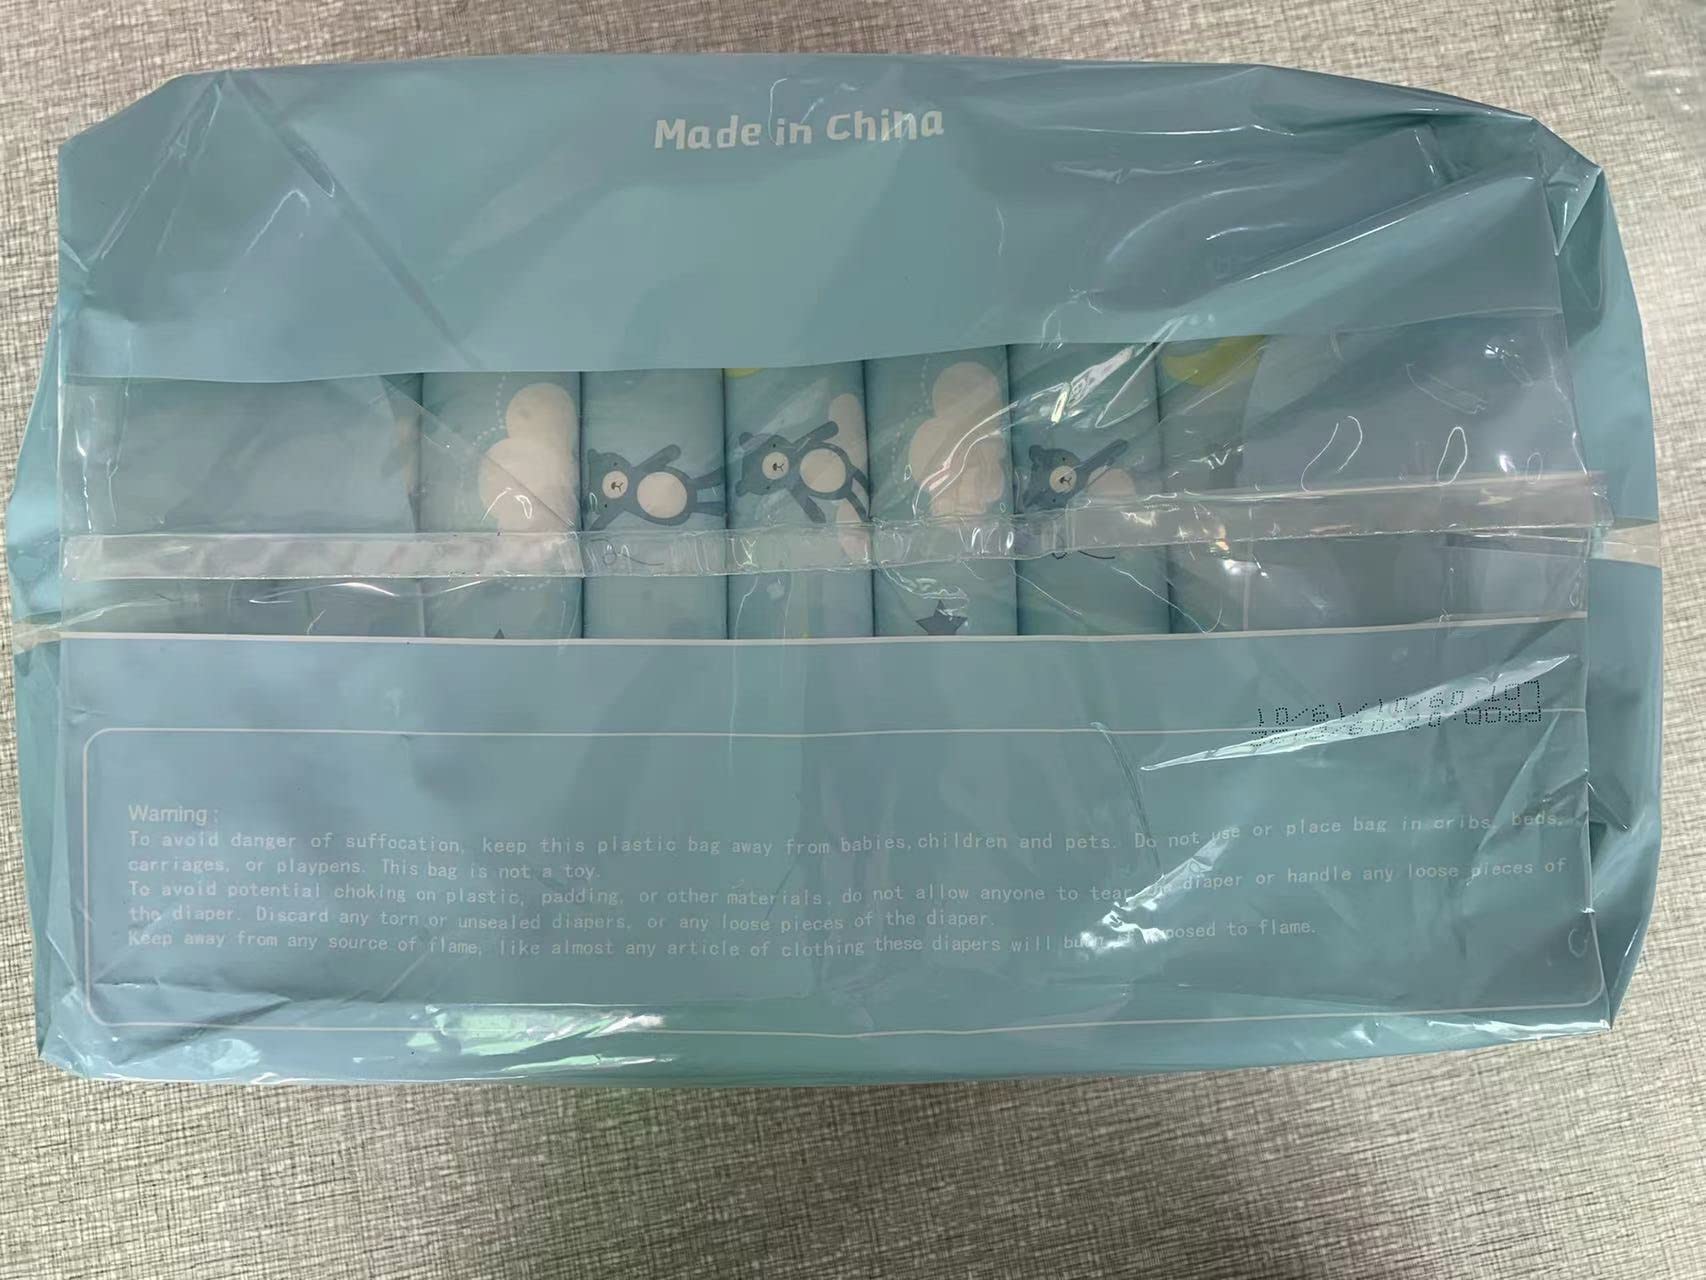 Made in China
Warning :
To avoid danger of suffocation, keep this plastic bag away from babies,children and pets. Do not use or place bag in cribs, beds,
carriages, or playpens. This bag is not a toy.
To avoid potential choking on plastic, padding, or other materials, do not allow anyone to tear diaper or handle any loose pieces of
the diaper. Discard any torn or unsealed diapers, or any loose pieces of the diaper.
Keep away from any source of flame, like almost any article of clothing these diapers will to flame.